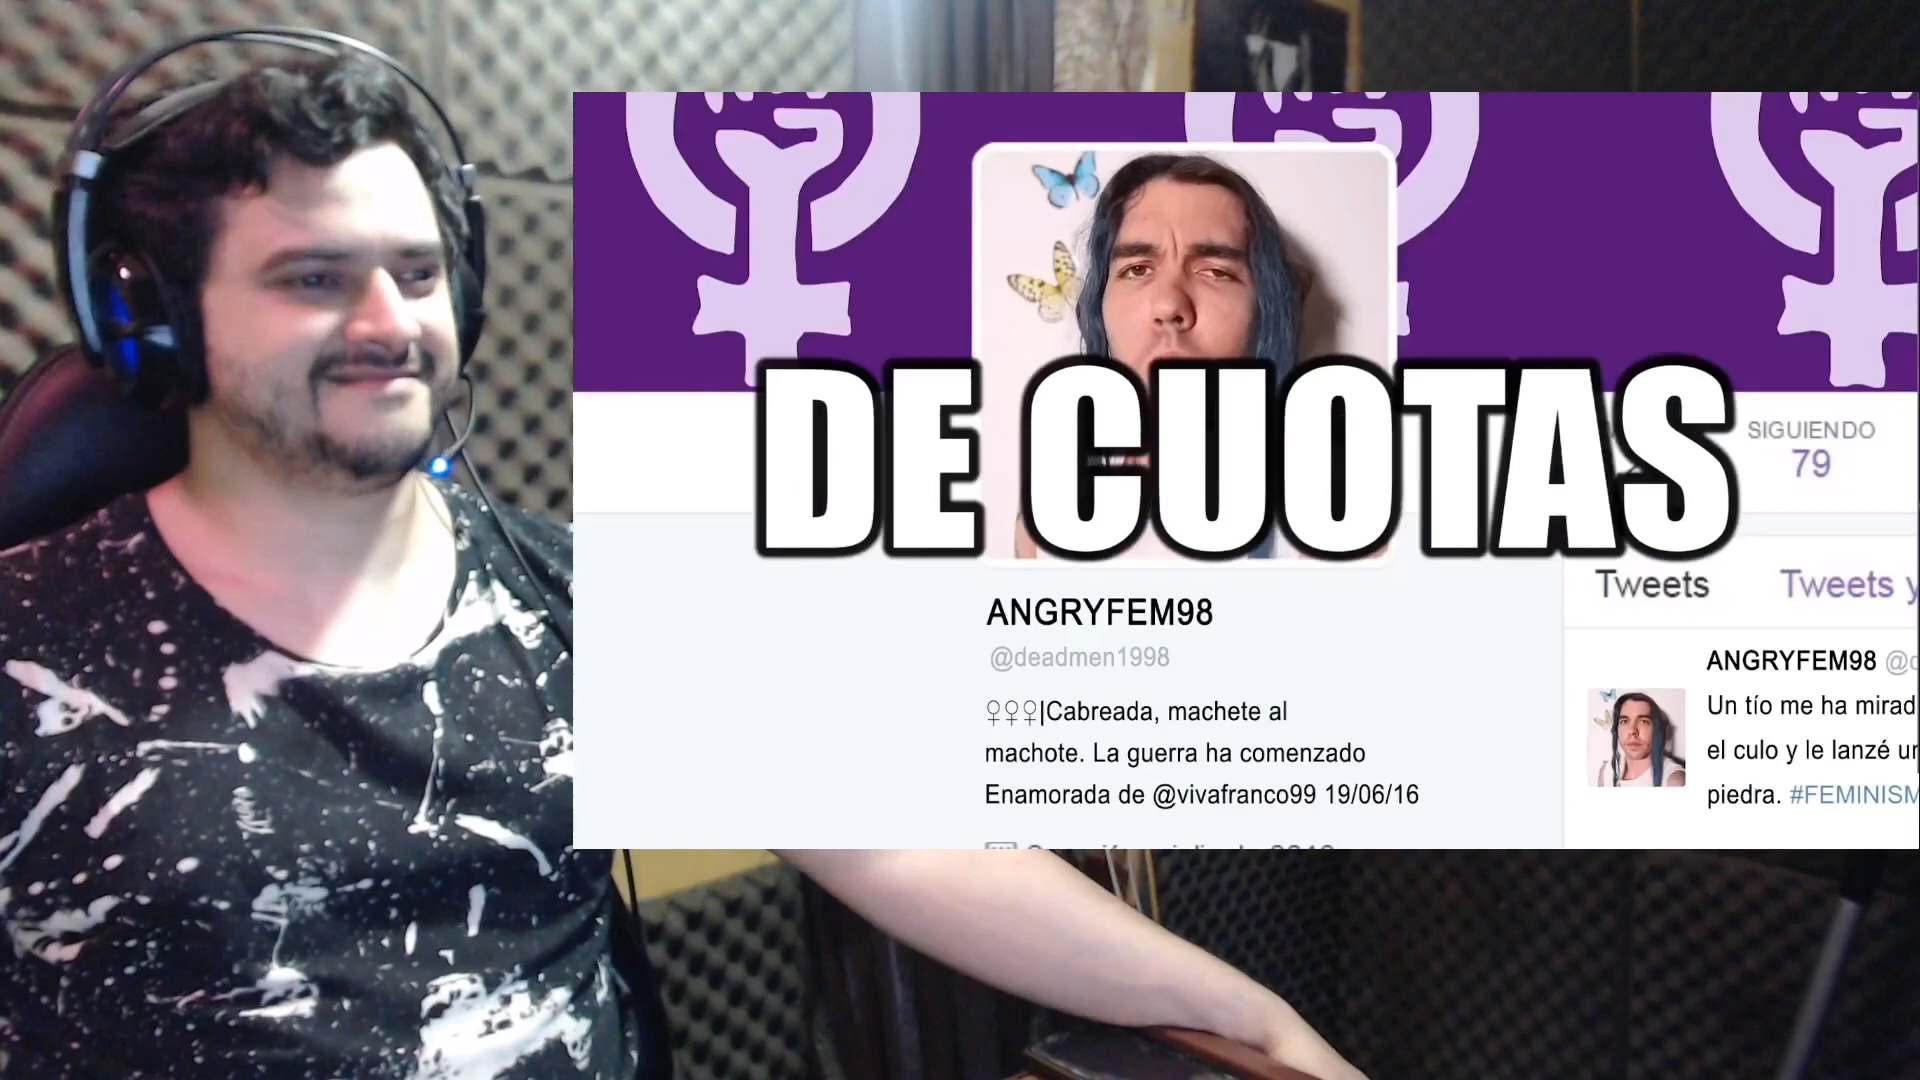 DE CUOTAS
SIGUIENDO
79
ANGRYFEM98
@deadmen1998
♀♀♀|Cabreada, machete al
machote. La guerra ha comenzado
Enamorada de @vivafranco99 19/06/16
Tweets Tweets y
ANGRYFEM98
Un tío me ha mirad
el culo y le lanzé
piedra. #FEMINISM